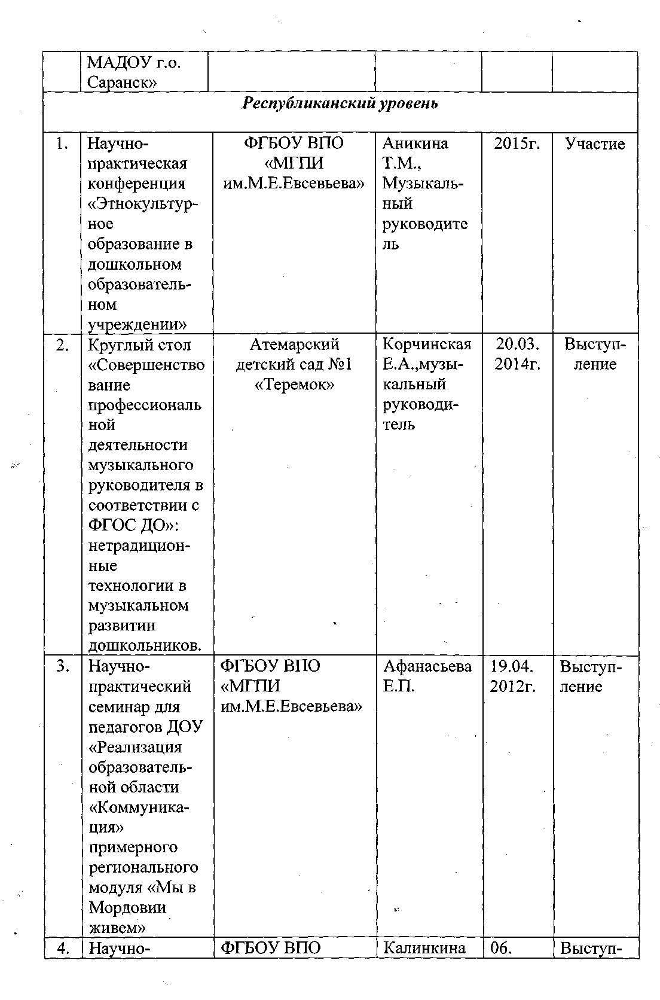 МАДОУ г.о.
Саранск»
Республиканский уровень
1.
Научно-
практическая
конференция
«Этнокультур-
ное
образование в
дошкольном
образователь-
ном
учреждении»
ФГБОУ ВПО
«МГПИ
им.М.Е.Евсевьева»
Аникина
Т.М.,
Музыкаль-
ный
руководите
ль
2015г.
Участие
2.
Круглый стол
«Совершенство
вание
профессиональ
ной
деятельности
музыкального
руководителя в
соответствии с
ФГОС ДО»:
нетрадицион-
ные
технологии в
музыкальном
развитии
дошкольников.
Атемарский
детский сад №1
«Теремок»
Корчинская
Е.А.,музы-
кальный
руководи-
тель
20.03.
2014г.
Выступ-
ление
3.
Научно-
практический
семинар для
педагогов ДОУ
«Реализация
образователь-
ной области
«Коммуника-
ция»
примерного
регионального
модуля «Мы в
Мордовии
живем»
ФГБОУ ВПО
«МГПИ
им.М.Е.Евсевьева»
Афанасьева
Е.П.
19.04.
2012г.
Выступ-
ление
4.
Научно-
ФГБОУ ВПО
Калинкина
06.
Выступ-